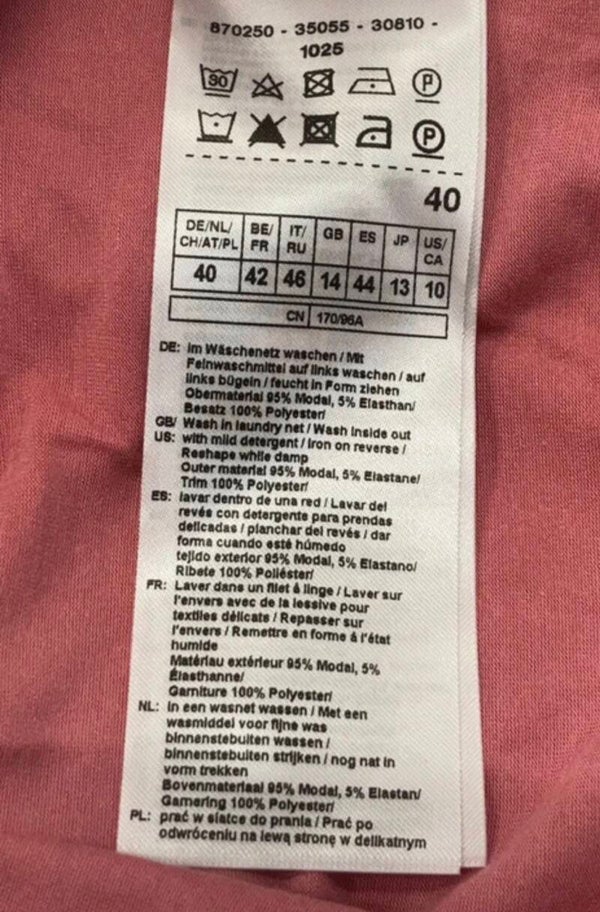 870250 - 35055 - 30810 -
1025
30
P
P
40
DE/NL/ CH/AT/PL BE/ FR IT/ RU GB ES JP US/ CA
40 42 46 14 44 13 10
CN 170/96A
DE: Im Wäschenetz waschen / Mit
Feinwaschmittel auf links waschen / auf
links bügeln / feucht in Form ziehen
Obermaterial 95% Modal, 5% Elasthan/
Besatz 100% Polyester/
GB/ Wash in laundry net / Wash inside out
US: with mild detergent / Iron on reverse /
Reshape while damp
Outer material 95% Modal, 5% Elastane/
Trim 100% Polyester/
ES: lavar dentro de una red / Lavar del
revés con detergente para prendas
delicadas / planchar del revés / dar
forma cuando esté húmedo
tejido exterior 95% Modal, 5% Elastano/
Ribete 100% Poliéster/
FR: Laver dans un filet á linge / Laver sur
l'envers avec de la lessive pour
textiles délicats / Repasser sur
l'envers / Remettre en forme á l'état
humide
Matériau extérieur 95% Modal, 5%
Élasthanne/
Garniture 100% Polyester/
NL: In een wasnet wassen / Met een
wasmiddel voor fijne was
binnenstebuiten wassen /
binnenstebuiten strijken / nog nat in
vorm trekken
Bovenmateriaal 95% Modal, 5% Elastan/
Garnering 100% Polyester/
PL: prać w siatce do prania / Prać po
odwróceniu na lewą stronę w delikatnym